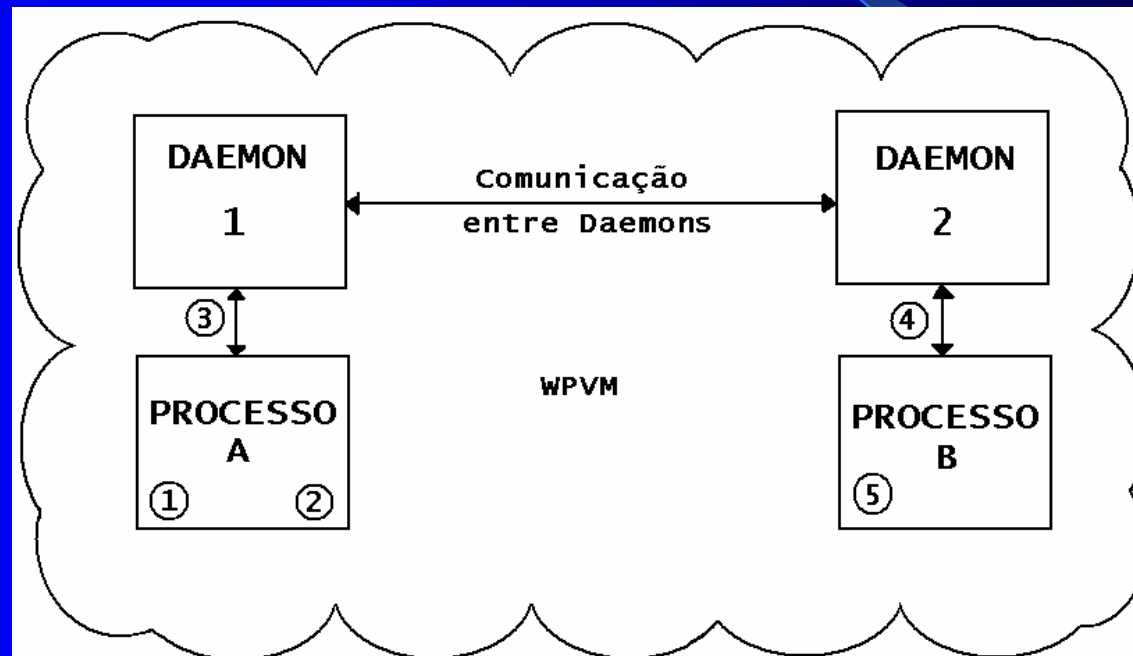 DAEMON
1
Comunicação
entre Daemons
DAEMON
2
③
④
WPVM
PROCESSO
A
①
②
PROCESSO
B
⑤